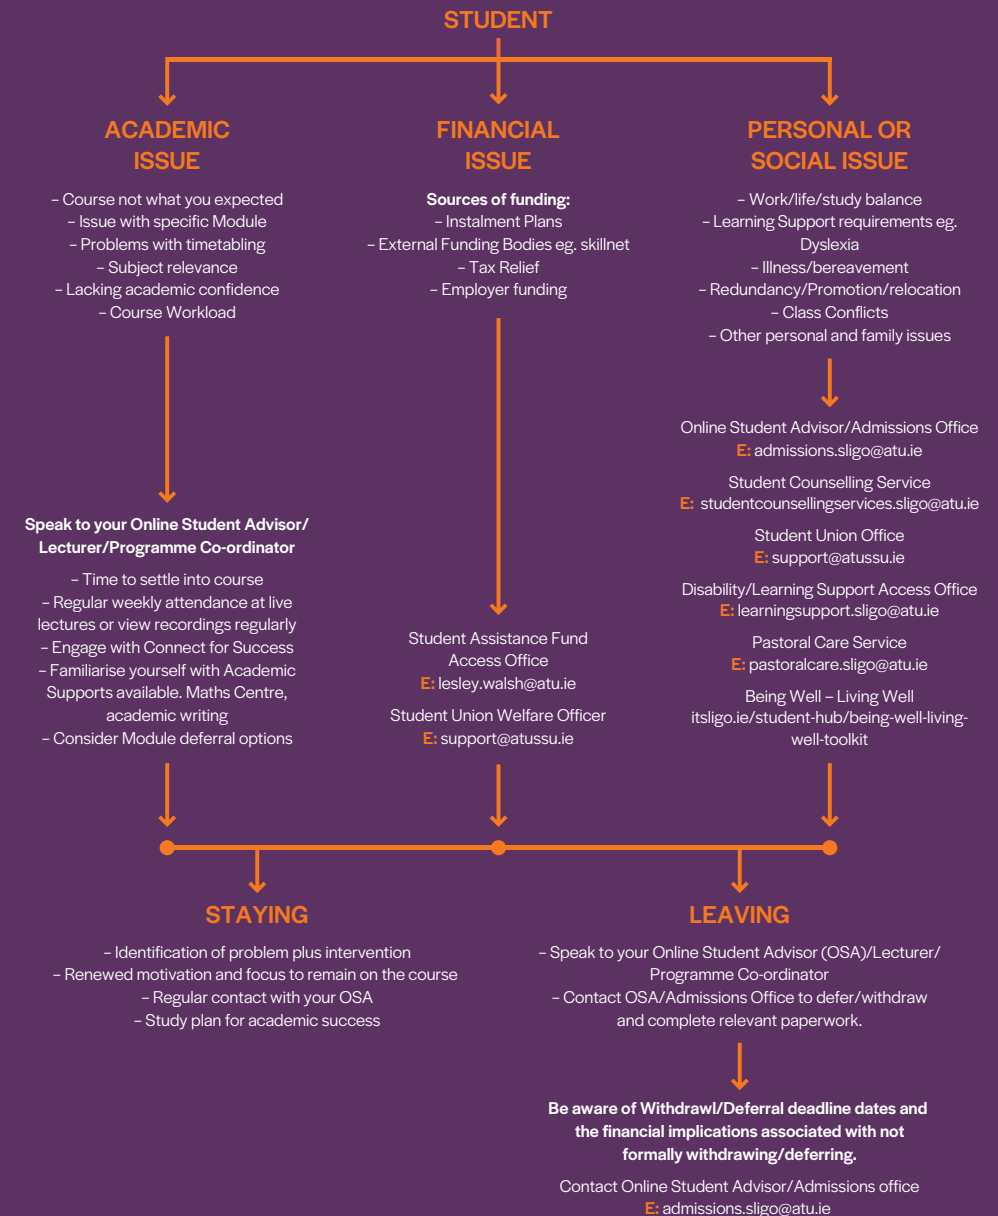 STUDENT
ACADEMIC
ISSUE
– Course not what you expected
– Issue with specific Module
– Problems with timetabling
– Subject relevance
– Lacking academic confidence
– Course Workload
Speak to your Online Student Advisor/
Lecturer/Programme Co-ordinator
– Time to settle into course
– Regular weekly attendance at live
lectures or view recordings regularly
– Engage with Connect for Success
– Familiarise yourself with Academic
Supports available. Maths Centre,
academic writing
– Consider Module deferral options
FINANCIAL
ISSUE
Sources of funding:
– Instalment Plans
– External Funding Bodies eg. skillnet
– Tax Relief
– Employer funding
Student Assistance Fund
Access Office
E: lesley.walsh@atu.ie
Student Union Welfare Officer
E: support@atussu.ie
PERSONAL OR
SOCIAL ISSUE
– Work/life/study balance
– Learning Support requirements eg.
Dyslexia
– Illness/bereavement
– Redundancy/Promotion/relocation
– Class Conflicts
– Other personal and family issues
Online Student Advisor/Admissions Office
E: admissions.sligo@atu.ie
Student Counselling Service
E: studentcounsellingservices.sligo@atu.ie
Student Union Office
E: support@atussu.ie
Disability/Learning Support Access Office
E: learningsupport.sligo@atu.ie
Pastoral Care Service
E: pastoralcare.sligo@atu.ie
Being Well – Living Well
itsligo.ie/student-hub/being-well-living-
well-toolkit
STAYING
– Identification of problem plus intervention
– Renewed motivation and focus to remain on the course
– Regular contact with your OSA
– Study plan for academic success
LEAVING
– Speak to your Online Student Advisor (OSA)/Lecturer/
Programme Co-ordinator
– Contact OSA/Admissions Office to defer/withdraw
and complete relevant paperwork.
Be aware of Withdrawl/Deferral deadline dates and
the financial implications associated with not
formally withdrawing/deferring.
Contact Online Student Advisor/Admissions office
E: admissions.sligo@atu.ie